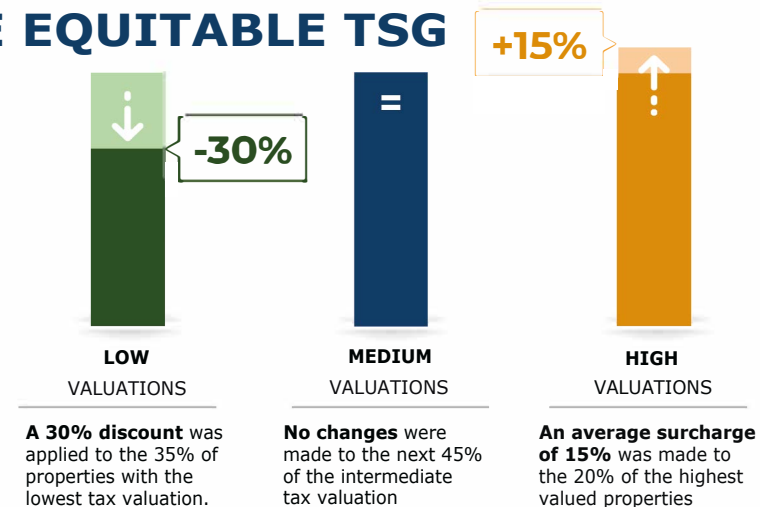 E EQUITABLE TSG
+15%
=
-30%
LOW
VALUATIONS
A 30% discount was
applied to the 35% of
properties with the
lowest tax valuation.
MEDIUM
VALUATIONS
No changes were
made to the next 45%
of the intermediate
tax valuation
HIGH
VALUATIONS
An average surcharge
of 15% was made to
the 20% of the highest
valued properties